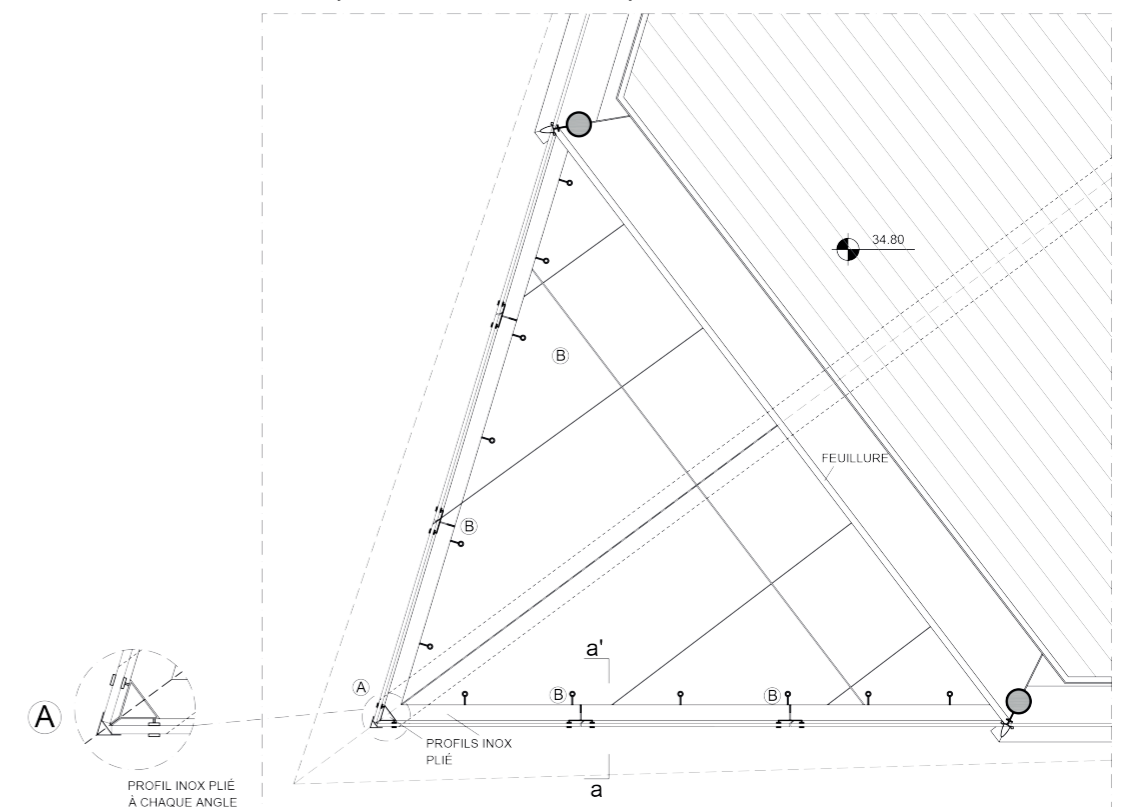 34.80
B
FEUILLURE
B
a'
A
B
B
A
PROFILS INOX
PLIÉ
a
PROFIL INOX PLIÉ
À CHAQUE ANGLE